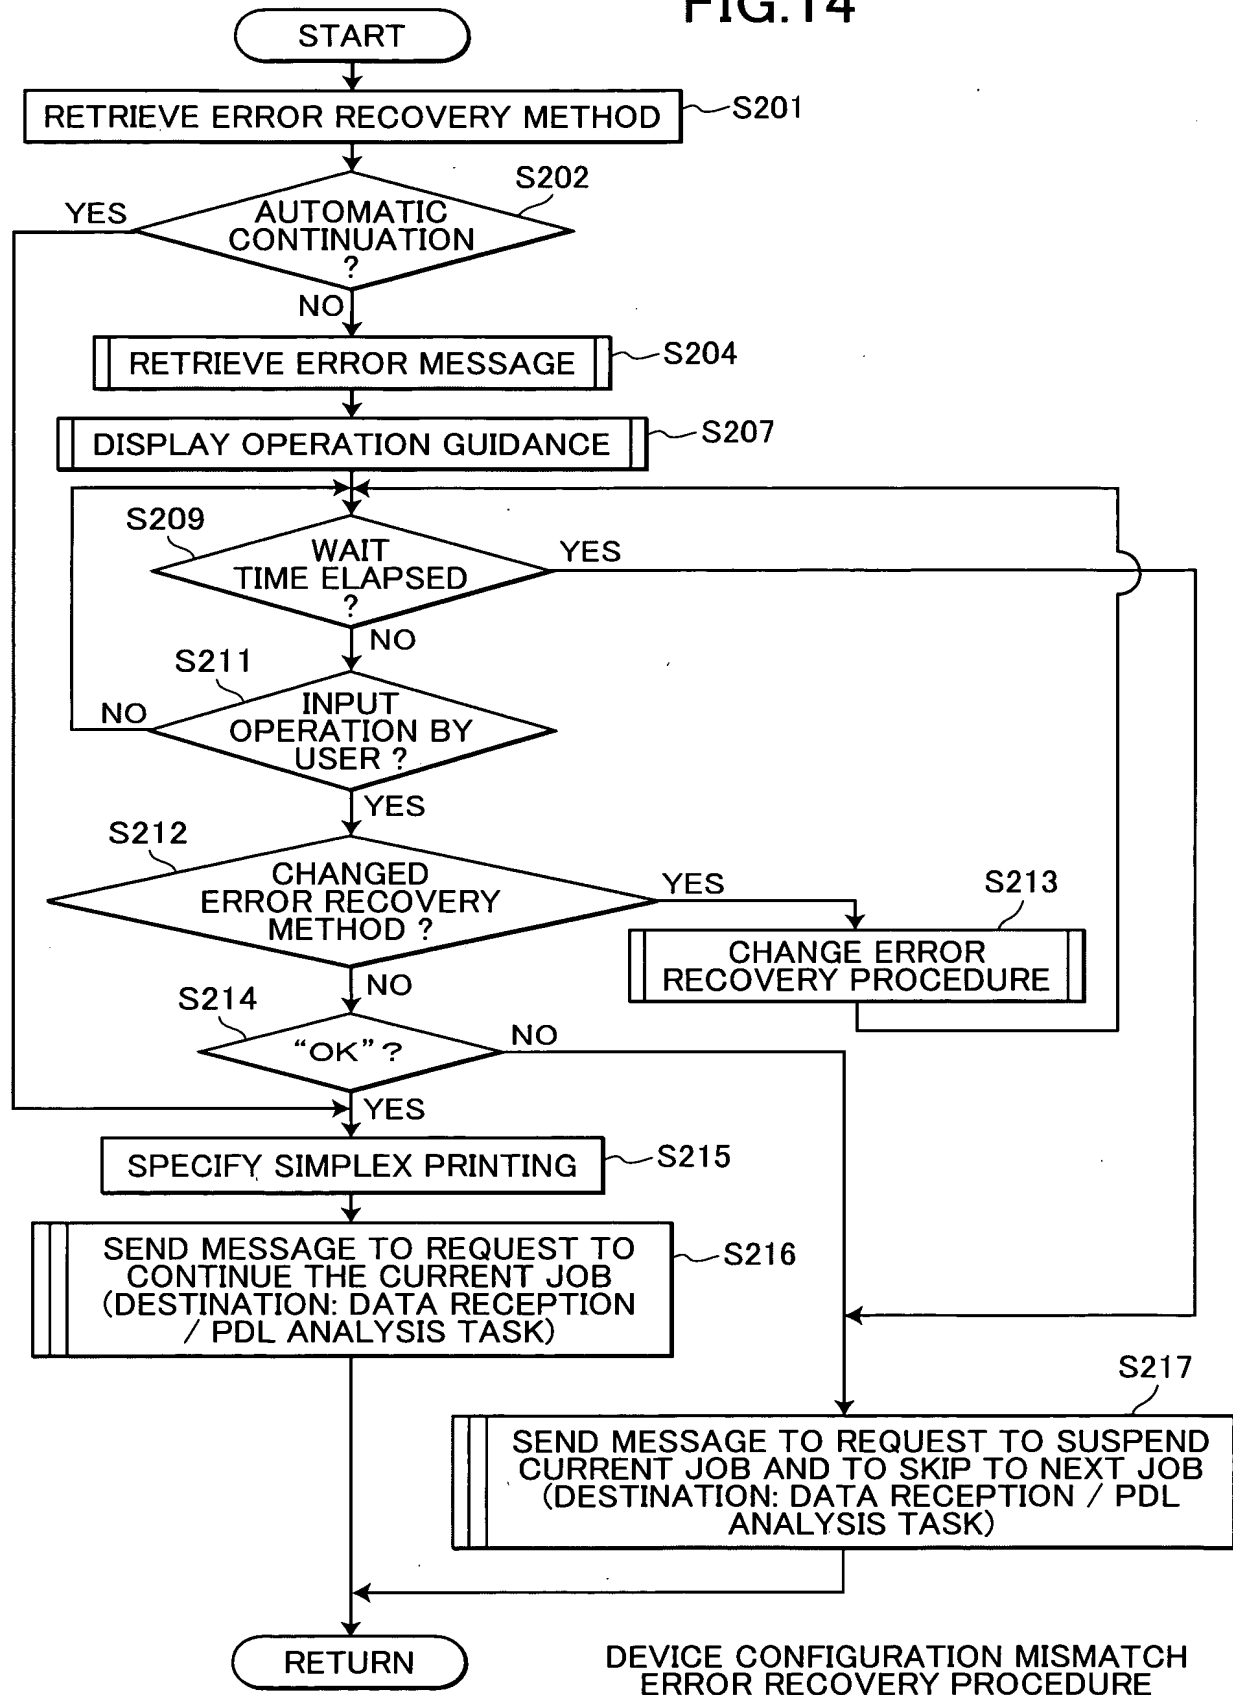 FIG.14
START
RETRIEVE ERROR RECOVERY METHOD
S201
S202
YES
AUTOMATIC
CONTINUATION
?
NO
RETRIEVE ERROR MESSAGE
S204
DISPLAY OPERATION GUIDANCE
S207
S209
WAIT
TIME ELAPSED
?
YES
NO
S211
INPUT
OPERATION BY
USER ?
NO
YES
S212
CHANGED
ERROR RECOVERY
METHOD ?
YES
S213
CHANGE ERROR
RECOVERY PROCEDURE
NO
S214
“OK” ?
NO
YES
SPECIFY SIMPLEX PRINTING
S215
SEND MESSAGE TO REQUEST TO
CONTINUE THE CURRENT JOB
(DESTINATION: DATA RECEPTION
/ PDL ANALYSIS TASK)
S216
S217
SEND MESSAGE TO REQUEST TO SUSPEND
CURRENT JOB AND TO SKIP TO NEXT JOB
(DESTINATION: DATA RECEPTION / PDL
ANALYSIS TASK)
RETURN
DEVICE CONFIGURATION MISMATCH
ERROR RECOVERY PROCEDURE